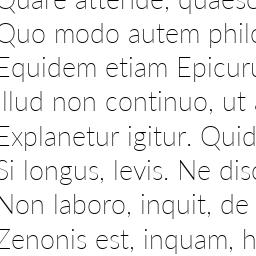 Quare attende, quaeso
Quo modo autem philo
Equidem etiam Epicuru
Illud non continuo, ut
Explanetur igitur. Quid
Si longus, levis. Ne disc
Non laboro, inquit, de
Zenonis est, inquam, h